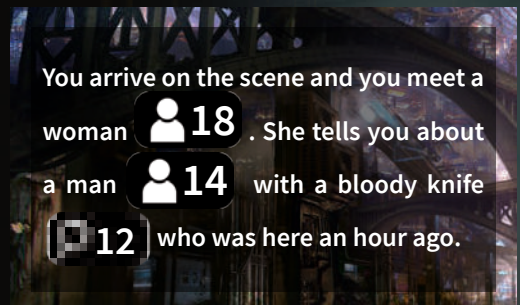 You arrive on the scene and you meet a
woman 18 . She tells you about
a man 14 with a bloody knife
12 who was here an hour ago.